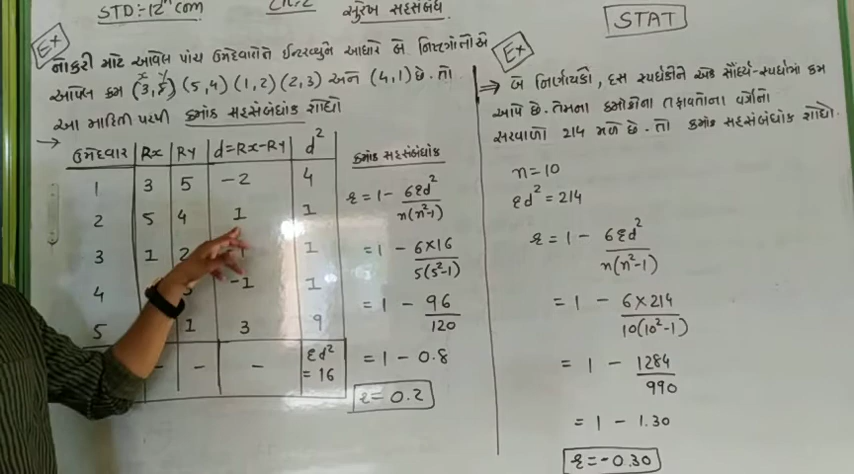 STD:-12th com
સુરેખ સહસંબંધ
STAT
Ex
નોકરી માટે આવેલ પાંચ ઉમેદવારોને ઈન્ટરવ્યુને આધારે બે નિષ્ણાતોએ
x y
આપેલ ક્રમ (3,5) (5,4) (1,2) (2,3) અને (4,1) છે. તો
આ માહિતી પરથી ક્રમાંક સહસંબંધાંક શોધો
→ ઉમેદવાર Rx Ry d=Rx-Ry d²
1 3 5 -2 4
2 5 4 1 1
3 1 2 -1 1
4 3 -1 1
5 1 3 9
- - - Σd² = 16
ક્રમાંક સહસંબંધાંક
r = 1 - 6Σd² / n(n²-1)
= 1 - 6×16 / 5(5²-1)
= 1 - 96 / 120
= 1 - 0.8
r = 0.2
Ex
⇒ બે નિર્ણાયકો, દસ સ્પર્ધકોને એક સૌંદર્ય-સ્પર્ધામાં ક્રમ
આપે છે. તેમના ક્રમોના તફાવતોના વર્ગોનો
સરવાળો 214 મળે છે. તો ક્રમાંક સહસંબંધાંક શોધો.
n = 10
Σd² = 214
r = 1 - 6Σd² / n(n²-1)
= 1 - 6×214 / 10(10²-1)
= 1 - 1284 / 990
= 1 - 1.30
r = -0.30